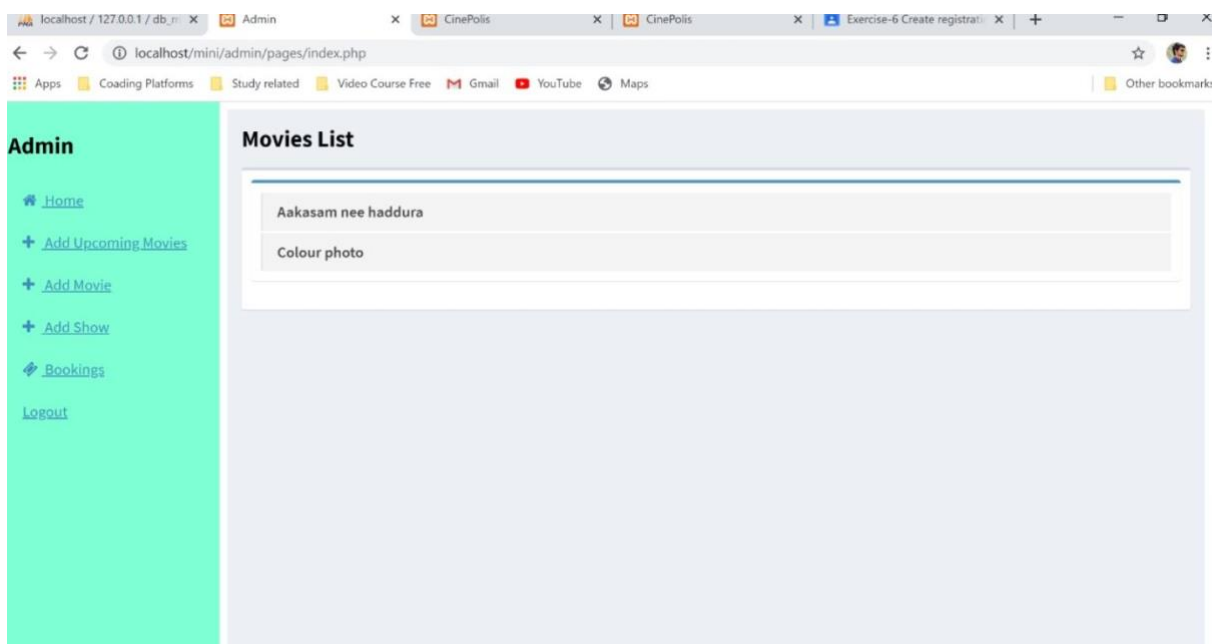 localhost / 127.0.0.1 / db_m
Admin
CinePolis
CinePolis
Exercise-6 Create registrati
localhost/mini/admin/pages/index.php
Apps
Coading Platforms
Study related
Video Course Free
Gmail
YouTube
Maps
Other bookmarks
Admin
Home
Add Upcoming Movies
Add Movie
Add Show
Bookings
Logout
Movies List
Aakasam nee haddura
Colour photo